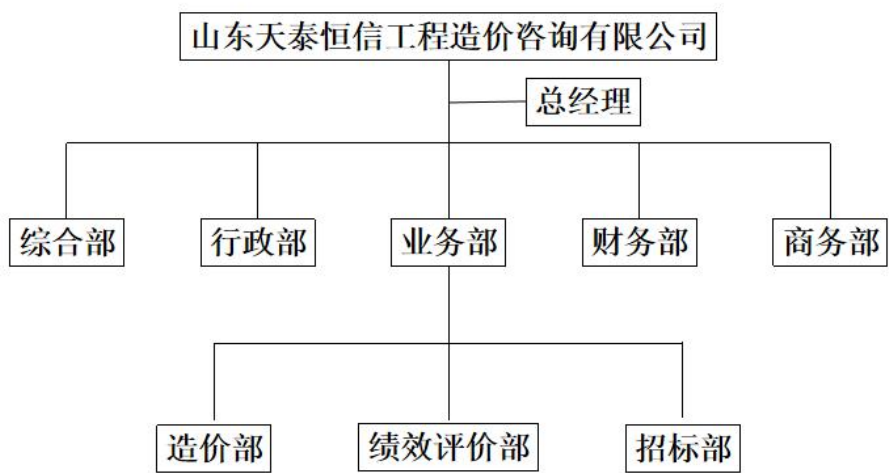 山东天泰恒信工程造价咨询有限公司
总经理
综合部
行政部
业务部
财务部
商务部
造价部
绩效评价部
招标部